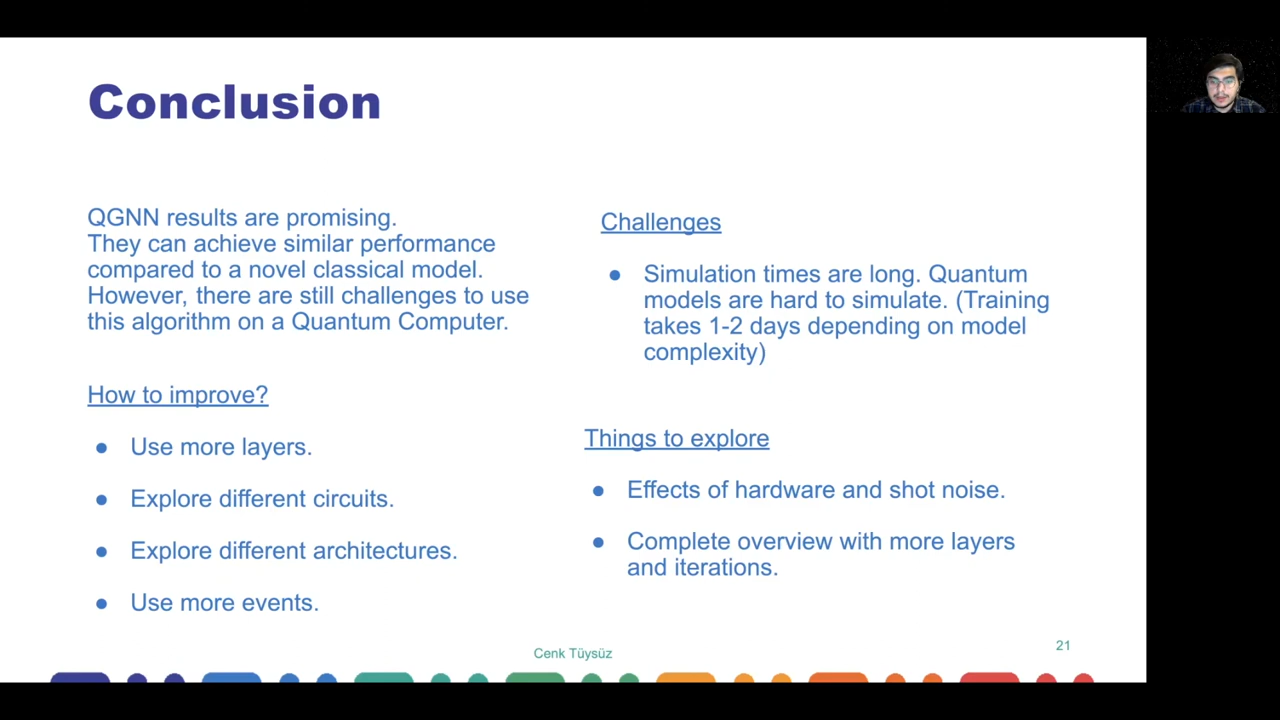 Conclusion
QGNN results are promising.
They can achieve similar performance
compared to a novel classical model.
However, there are still challenges to use
this algorithm on a Quantum Computer.
How to improve?
● Use more layers.
● Explore different circuits.
● Explore different architectures.
● Use more events.
Challenges
● Simulation times are long. Quantum
models are hard to simulate. (Training
takes 1-2 days depending on model
complexity)
Things to explore
● Effects of hardware and shot noise.
● Complete overview with more layers
and iterations.
Cenk Tüysüz
21